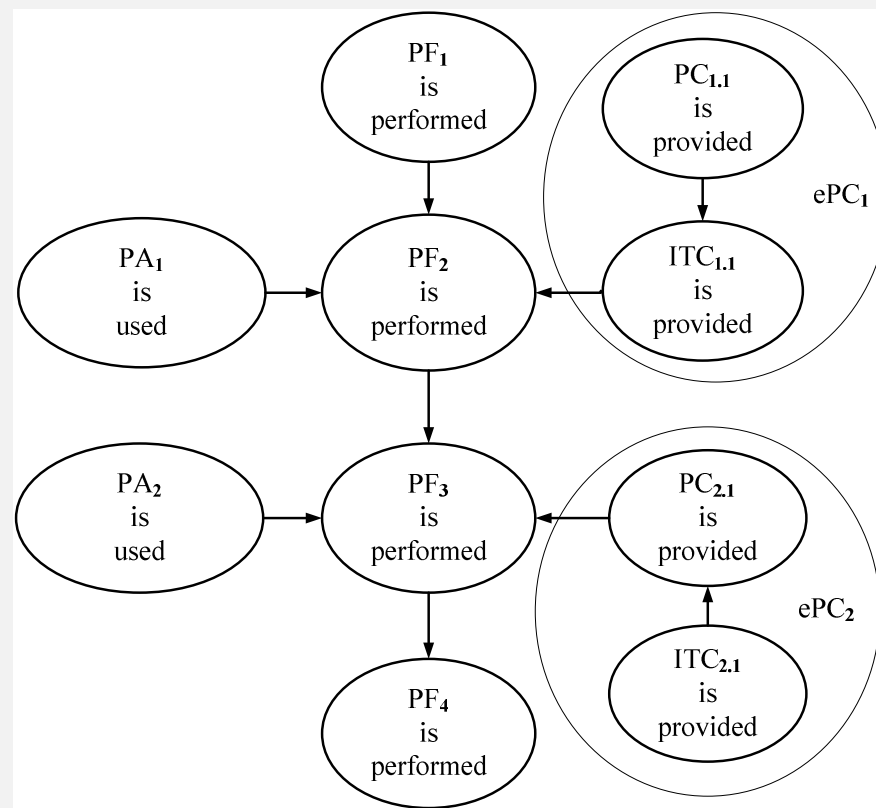 PF₁
is
performed
PC₁.₁
is
provided
ePC₁
PA₁
is
used
PF₂
is
performed
ITC₁.₁
is
provided
PA₂
is
used
PF₃
is
performed
PC₂.₁
is
provided
ePC₂
PF₄
is
performed
ITC₂.₁
is
provided